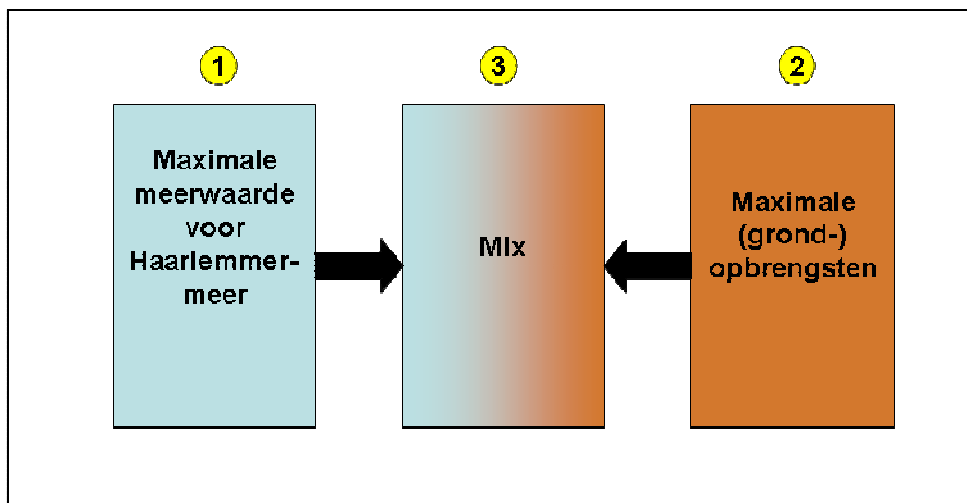 1
Maximale
meerwaarde
voor
Haarlemmer-
meer
3
MIx
2
Maximale
(grond-)
opbrengsten